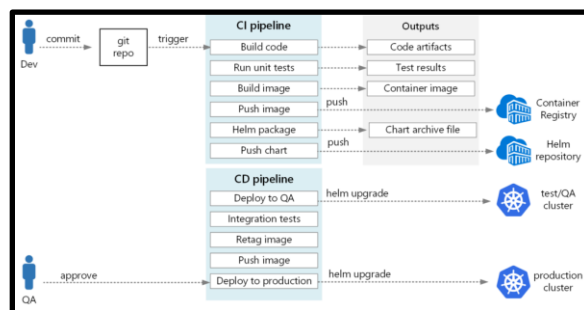 CI pipeline
Outputs
commit
git
repo
trigger
Build code
Code artifacts
Dev
Run unit tests
Test results
Build image
Container image
Push image
push
Container
Registry
Helm package
Chart archive file
Push chart
push
Helm
repository
CD pipeline
Deploy to QA
helm upgrade
test/QA
cluster
Integration tests
Retag image
Push image
approve
Deploy to production
helm upgrade
production
cluster
QA